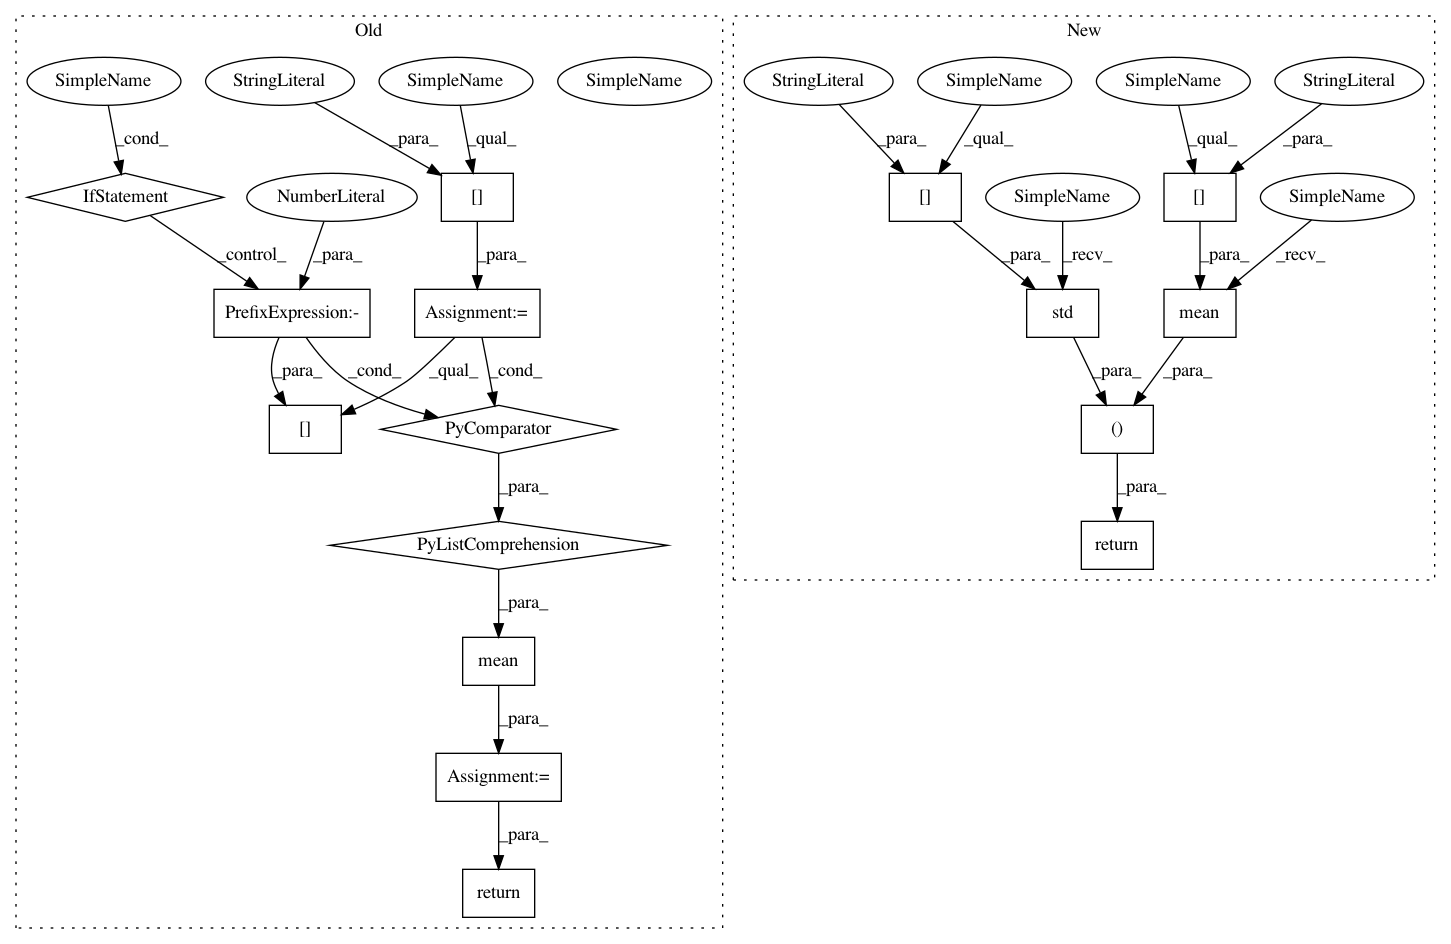 Old
New
SimpleName
StringLiteral
SimpleName
SimpleName
StringLiteral
SimpleName
SimpleName
StringLiteral
_cond_
_para_
_qual_
_para_
_qual_
_qual_
_para_
IfStatement
NumberLiteral
[]
[]
SimpleName
[]
SimpleName
_control_
_para_
_para_
_para_
_recv_
_para_
_recv_
PrefixExpression:-
Assignment:=
std
mean
_para_
_cond_
_qual_
_cond_
_para_
_para_
[]
PyComparator
()
_para_
_para_
PyListComprehension
return
_para_
mean
_para_
Assignment:=
_para_
return